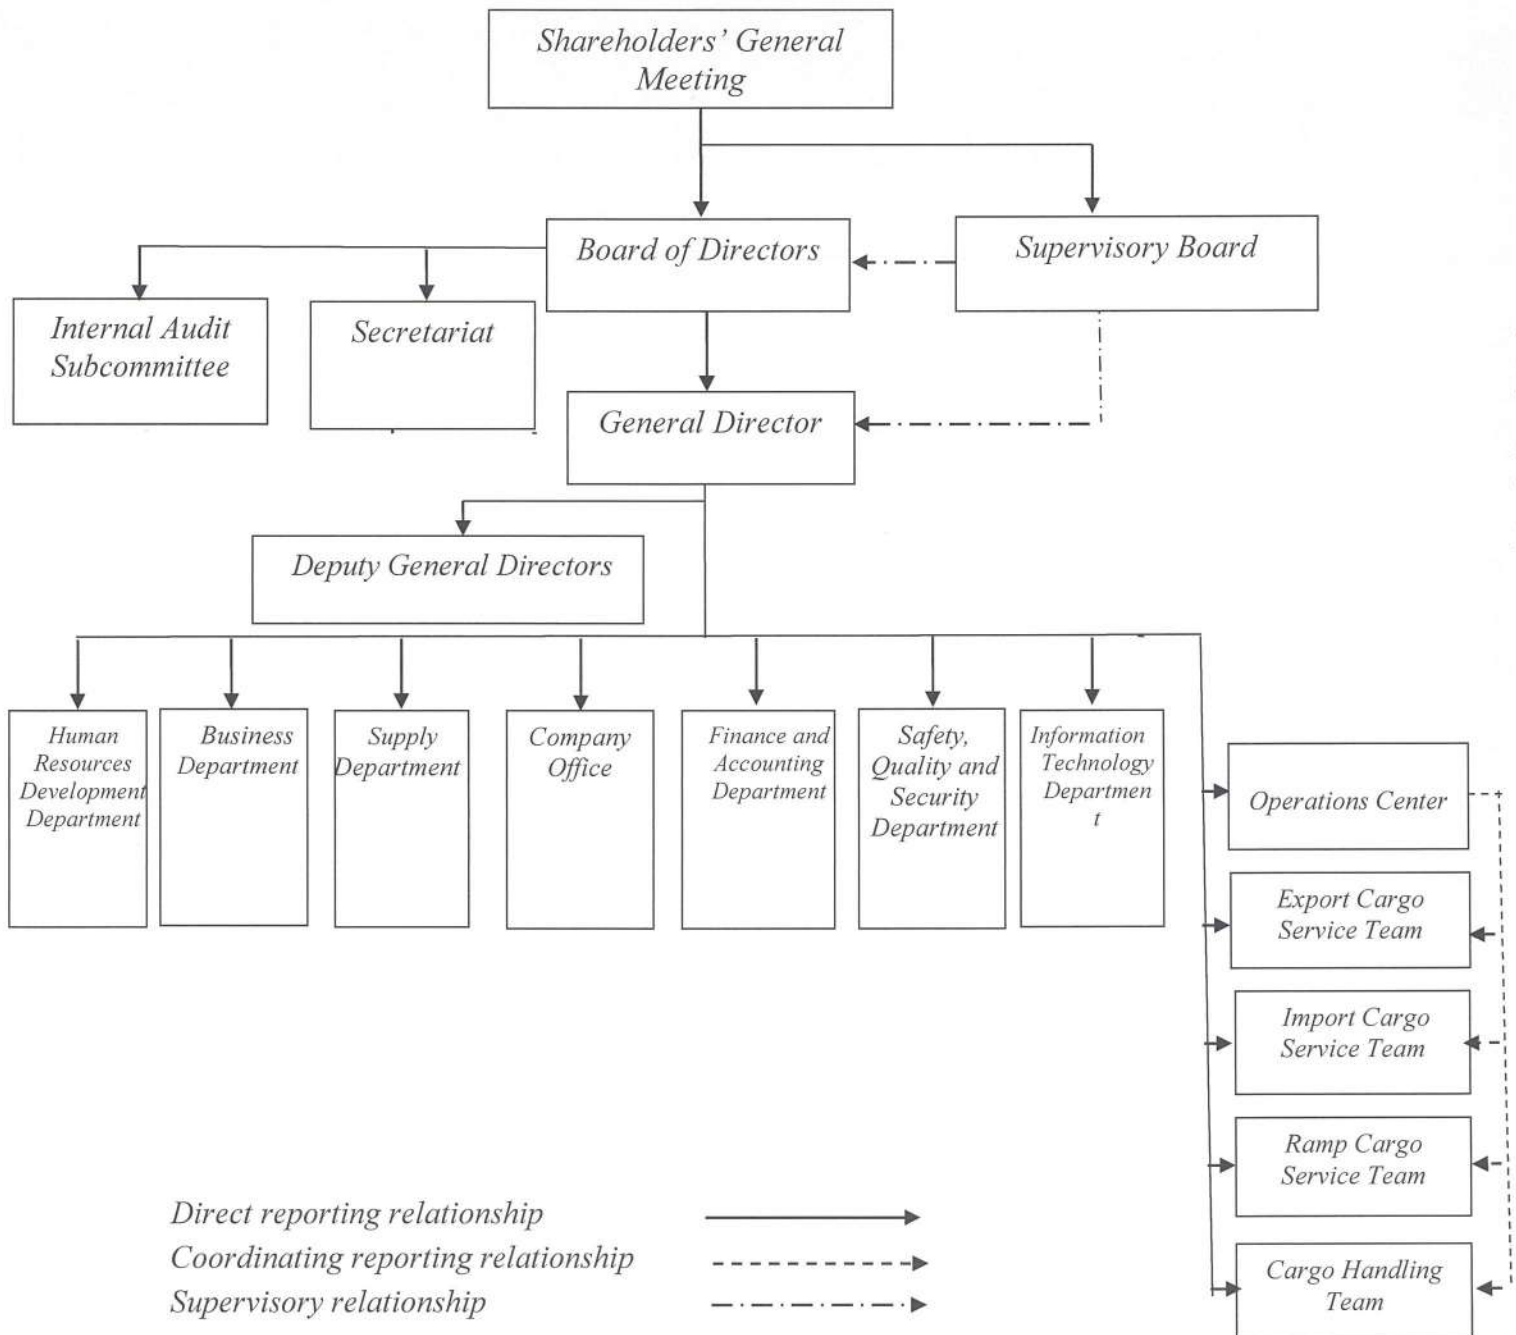 Shareholders' General
Meeting
Board of Directors
Supervisory Board
Internal Audit
Subcommittee
Secretariat
General Director
Deputy General Directors
Human
Resources
Development
Department
Business
Department
Supply
Department
Company
Office
Finance and
Accounting
Department
Safety,
Quality and
Security
Department
Information
Technology
Departmen
t
Operations Center
Export Cargo
Service Team
Import Cargo
Service Team
Ramp Cargo
Service Team
Cargo Handling
Team
Direct reporting relationship
Coordinating reporting relationship
Supervisory relationship